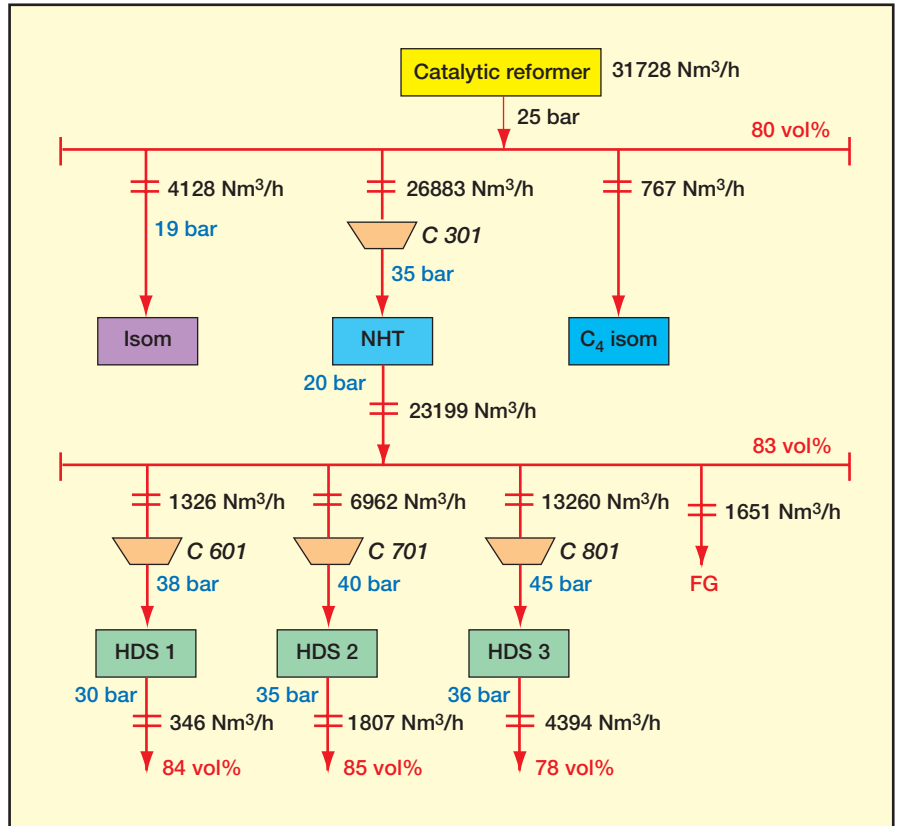 Catalytic reformer 31728 Nm³/h
25 bar
80 vol%
4128 Nm³/h 26883 Nm³/h 767 Nm³/h
19 bar C 301
35 bar
Isom NHT C₄ isom
20 bar
23199 Nm³/h
83 vol%
1326 Nm³/h 6962 Nm³/h 13260 Nm³/h 1651 Nm³/h
C 601 C 701 C 801
38 bar 40 bar 45 bar FG
HDS 1 HDS 2 HDS 3
30 bar 35 bar 36 bar
346 Nm³/h 1807 Nm³/h 4394 Nm³/h
84 vol% 85 vol% 78 vol%